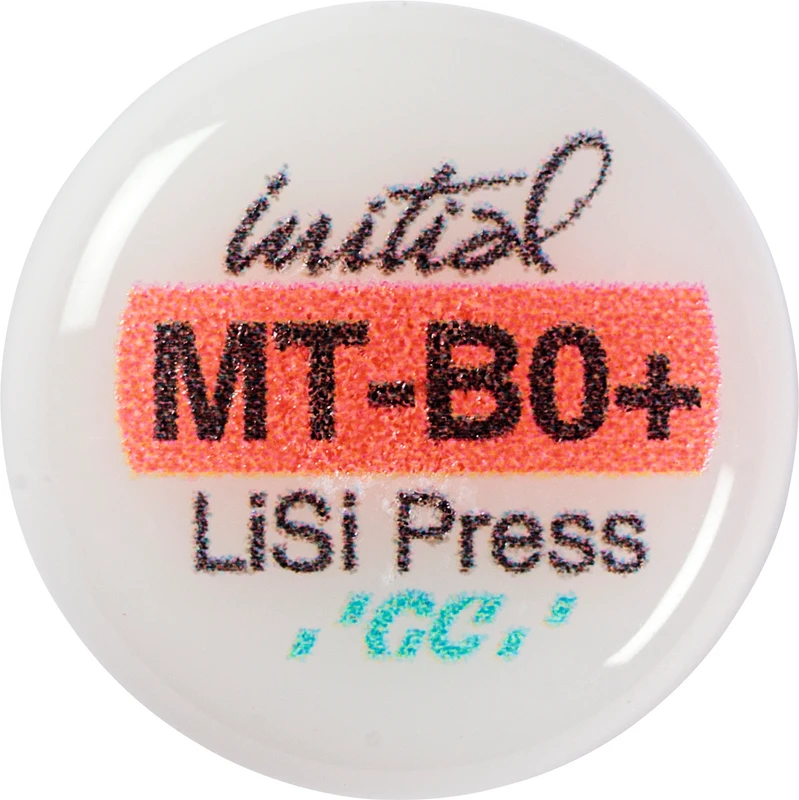 initial
MT-B0+
LiSi Press
GC